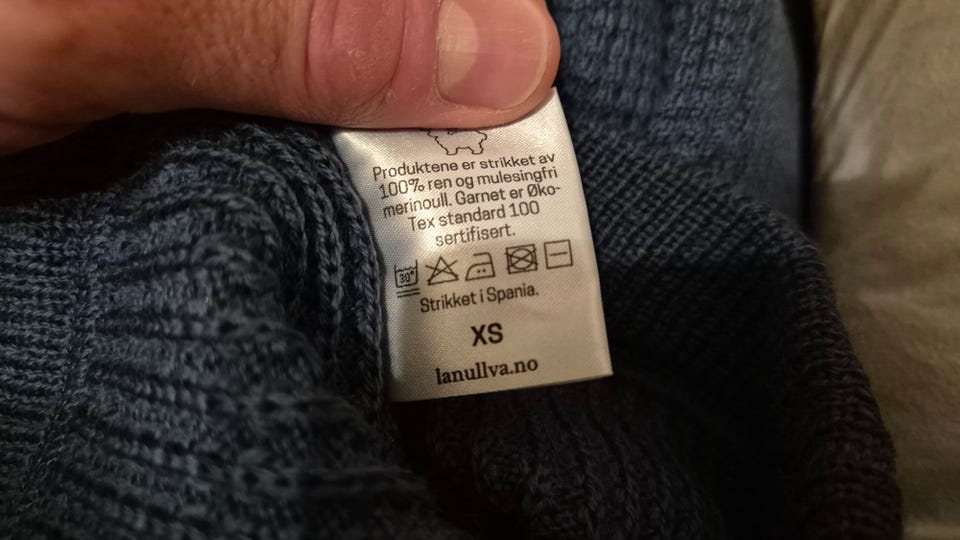 Produktene er strikket av
100% ren og mulesingfri
merinoull. Garnet er Øko-
Tex standard 100
sertifisert.
30°
Strikket i Spania.
XS
lanullva.no